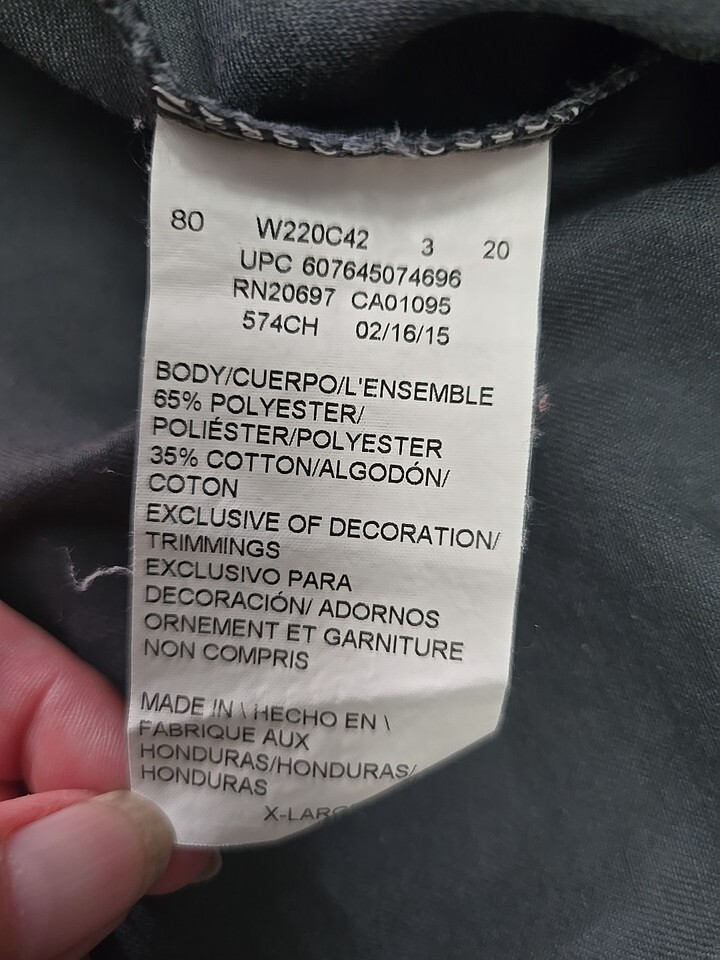 80 W220C42 3 20
UPC 607645074696
RN20697 CA01095
574CH 02/16/15
BODY/CUERPO/L'ENSEMBLE
65% POLYESTER/
POLIÉSTER/POLYESTER
35% COTTON/ALGODÓN/
COTON
EXCLUSIVE OF DECORATION/
TRIMMINGS
EXCLUSIVO PARA
DECORACIÓN/ ADORNOS
ORNEMENT ET GARNITURE
NON COMPRIS
MADE IN \ HECHO EN \
FABRIQUE AUX
HONDURAS/HONDURAS/
HONDURAS